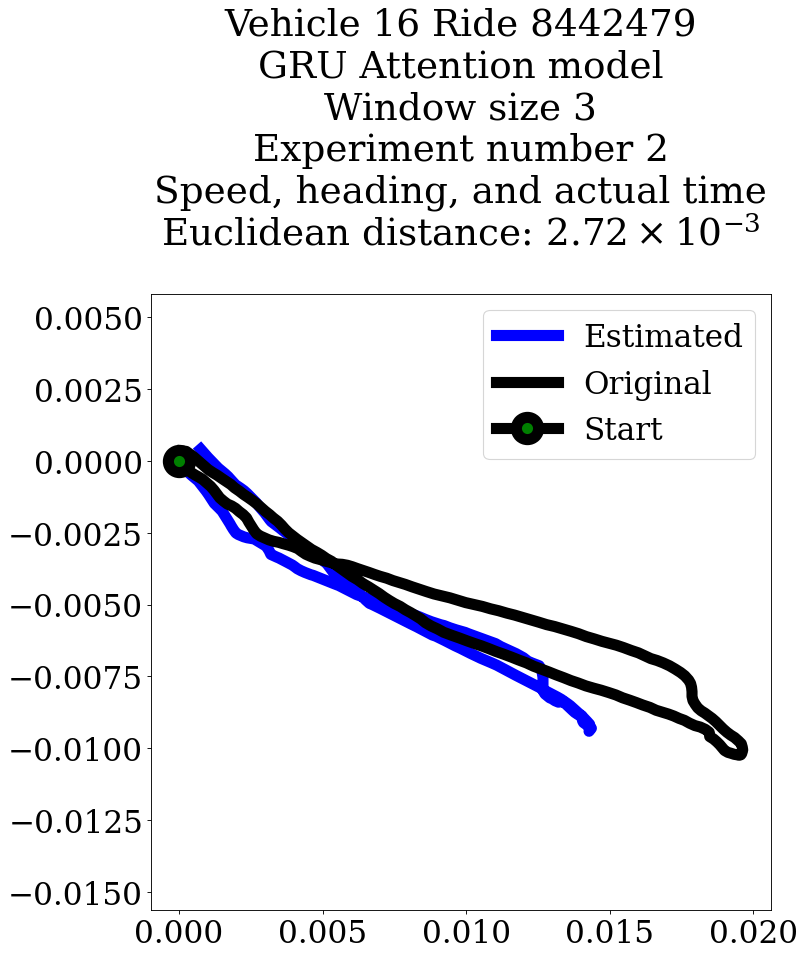 Vehicle 16 Ride 8442479
GRU Attention model
Window size 3
Experiment number 2
Speed, heading, and actual time
Euclidean distance: 2.72 × 10⁻³
Estimated
Original
Start
0.0050
0.0025
0.0000
−0.0025
−0.0050
−0.0075
−0.0100
−0.0125
−0.0150
0.000 0.005 0.010 0.015 0.020